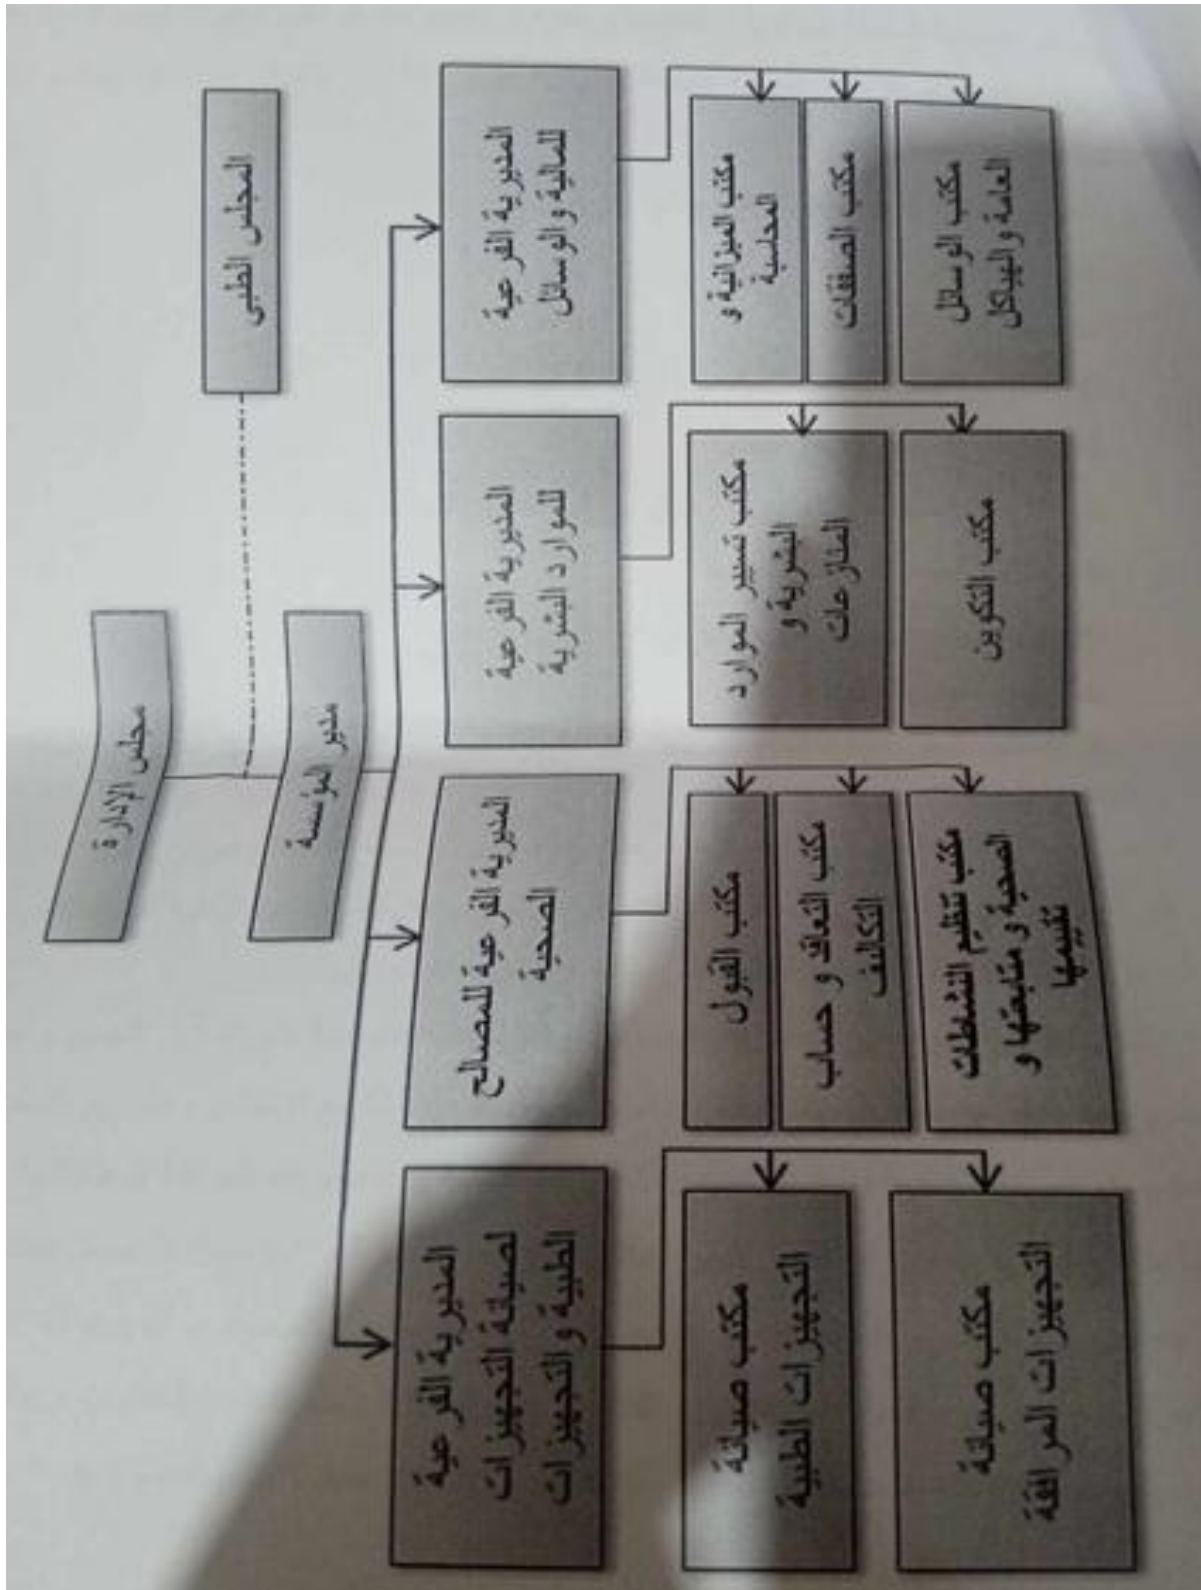 مجلس الإدارة
المجلس الطبي
مدير المؤسسة
المديرية الفرعية
للمالية والوسائل
المديرية الفرعية
للموارد البشرية
المديرية الفرعية للمصالح
الصحية
المديرية الفرعية
لصيانة التجهيزات
الطبية والتجهيزات
مكتب الميزانية و
المحاسبة
مكتب الصفقات
مكتب الوسائل
العامة والهياكل
مكتب تسيير الموارد
البشرية و
المنازعات
مكتب التكوين
مكتب القبول
مكتب التعاقد و حساب
التكاليف
مكتب تنظيم النشاطات
الصحية و متابعتها و
تقييمها
مكتب صيانة
التجهيزات الطبية
مكتب صيانة
التجهيزات المرافقة